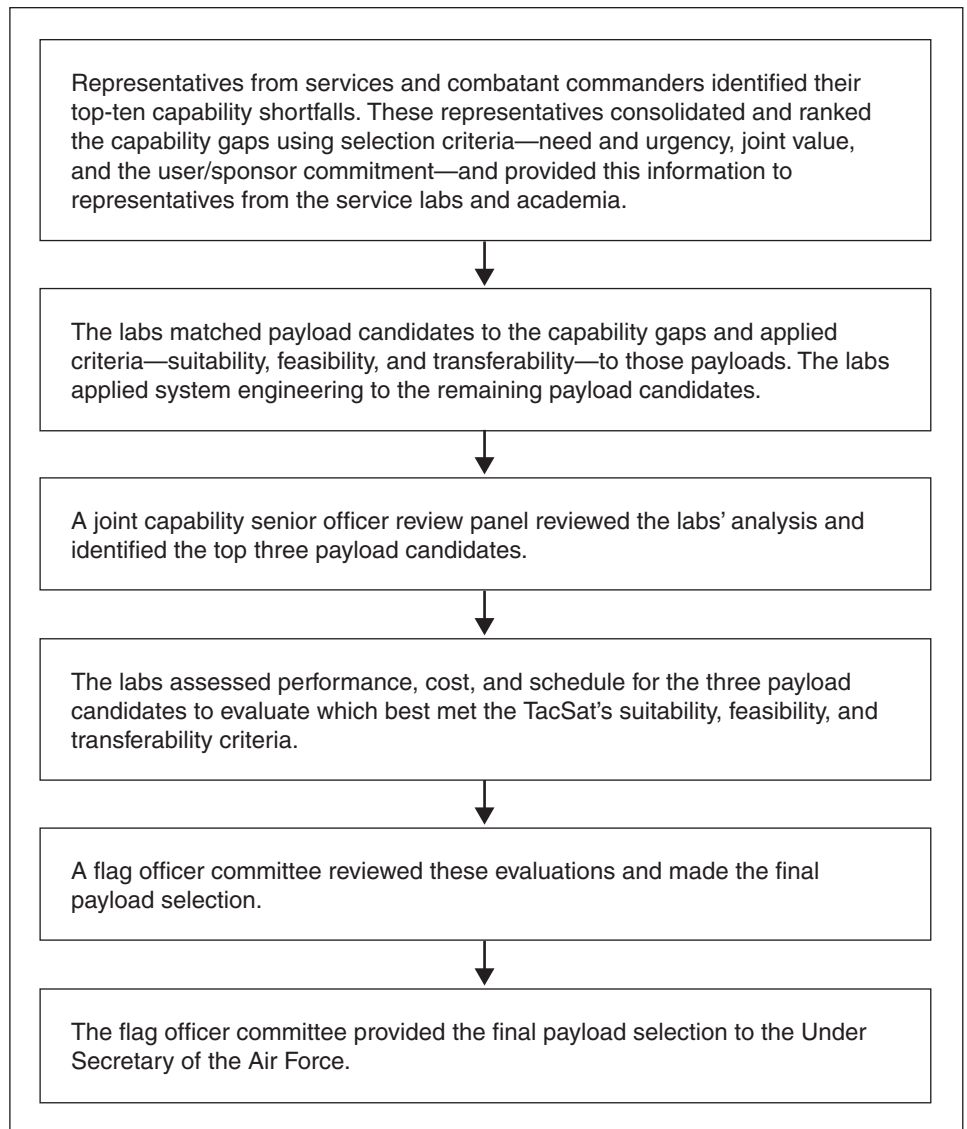 Representatives from services and combatant commanders identified their
top-ten capability shortfalls. These representatives consolidated and ranked
the capability gaps using selection criteria—need and urgency, joint value,
and the user/sponsor commitment—and provided this information to
representatives from the service labs and academia.
The labs matched payload candidates to the capability gaps and applied
criteria—suitability, feasibility, and transferability—to those payloads. The labs
applied system engineering to the remaining payload candidates.
A joint capability senior officer review panel reviewed the labs’ analysis and
identified the top three payload candidates.
The labs assessed performance, cost, and schedule for the three payload
candidates to evaluate which best met the TacSat’s suitability, feasibility, and
transferability criteria.
A flag officer committee reviewed these evaluations and made the final
payload selection.
The flag officer committee provided the final payload selection to the Under
Secretary of the Air Force.